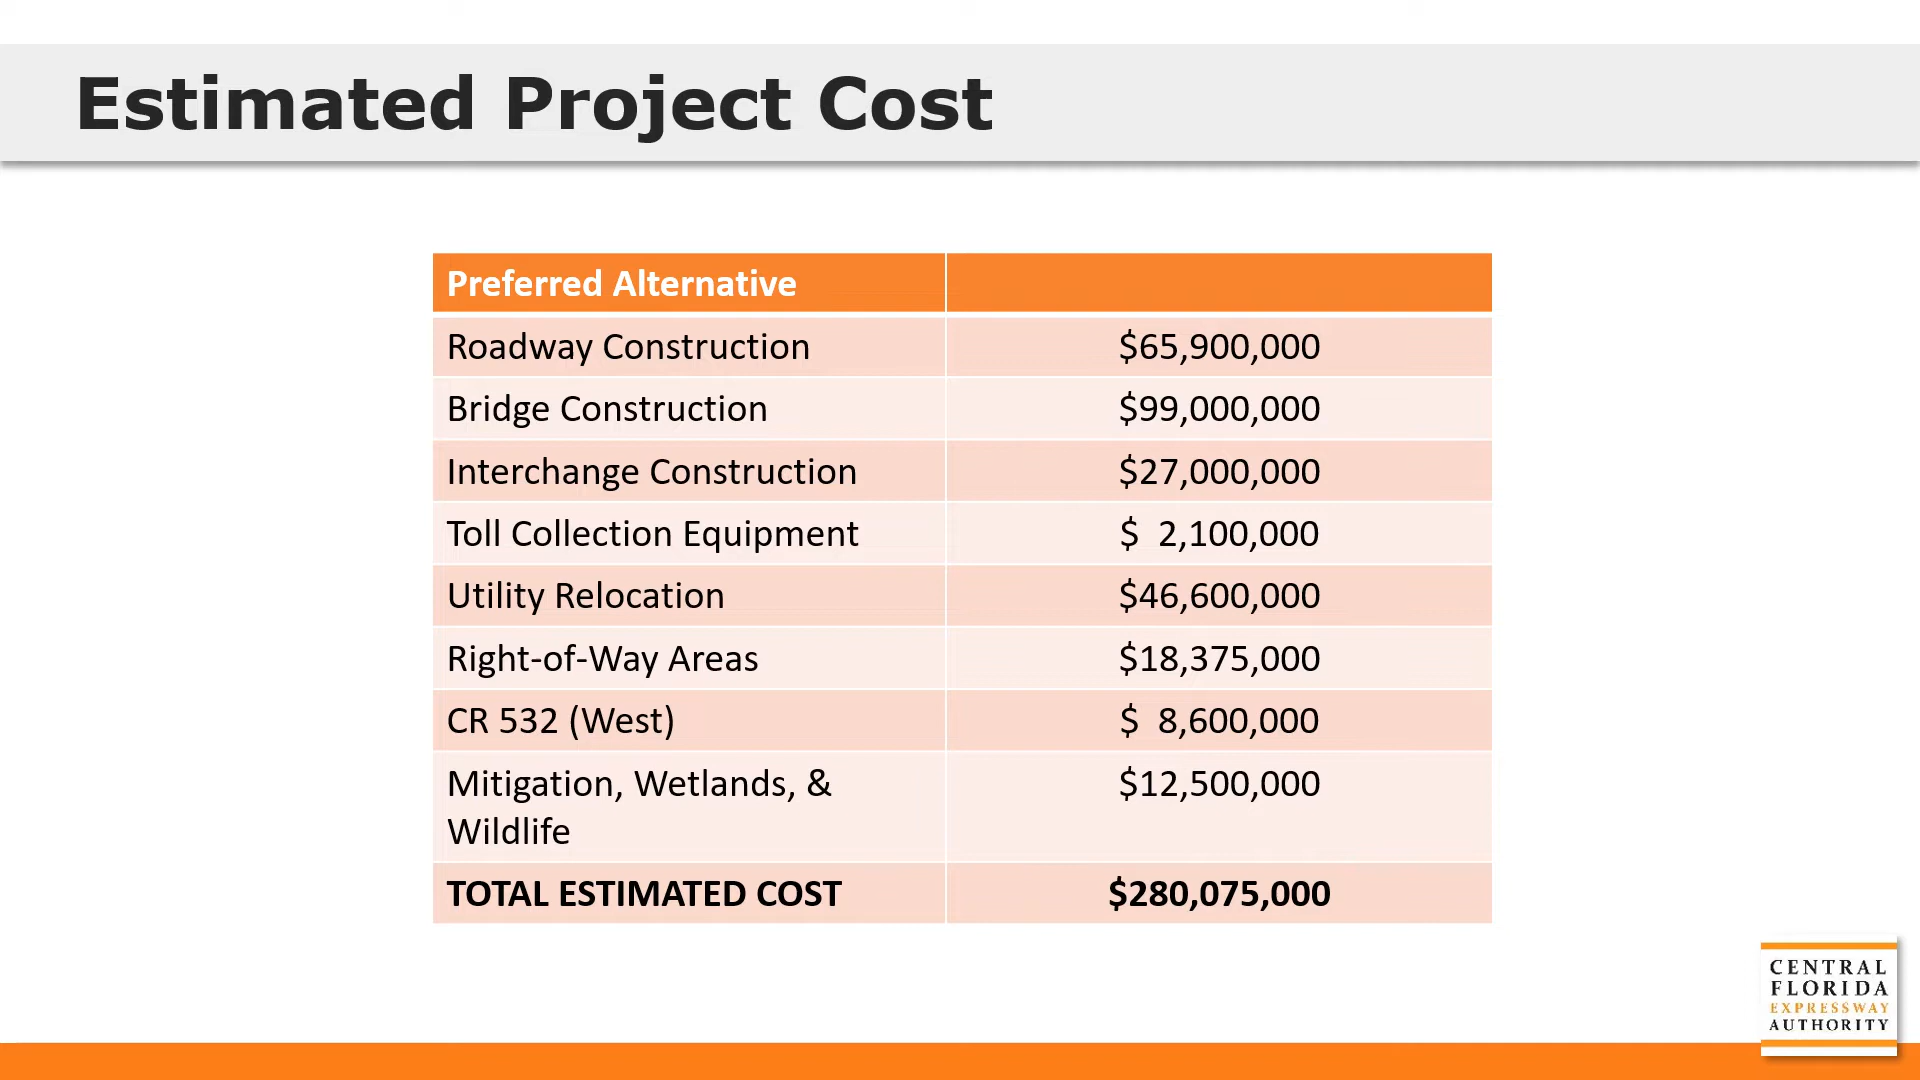 Estimated Project Cost
Preferred Alternative
Roadway Construction $65,900,000
Bridge Construction $99,000,000
Interchange Construction $27,000,000
Toll Collection Equipment $ 2,100,000
Utility Relocation $46,600,000
Right-of-Way Areas $18,375,000
CR 532 (West) $ 8,600,000
Mitigation, Wetlands, & $12,500,000
Wildlife
TOTAL ESTIMATED COST $280,075,000
CENTRAL
FLORIDA
EXPRESSWAY
AUTHORITY